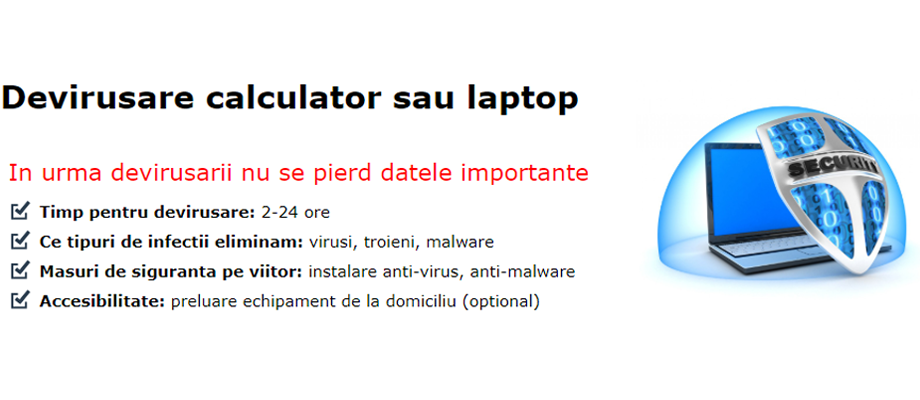 Devirusare calculator sau laptop
In urma devirusarii nu se pierd datele importante
Timp pentru devirusare: 2-24 ore
Ce tipuri de infectii eliminam: virusi, troieni, malware
Masuri de siguranta pe viitor: instalare anti-virus, anti-malware
Accesibilitate: preluare echipament de la domiciliu (optional)
SECURITY